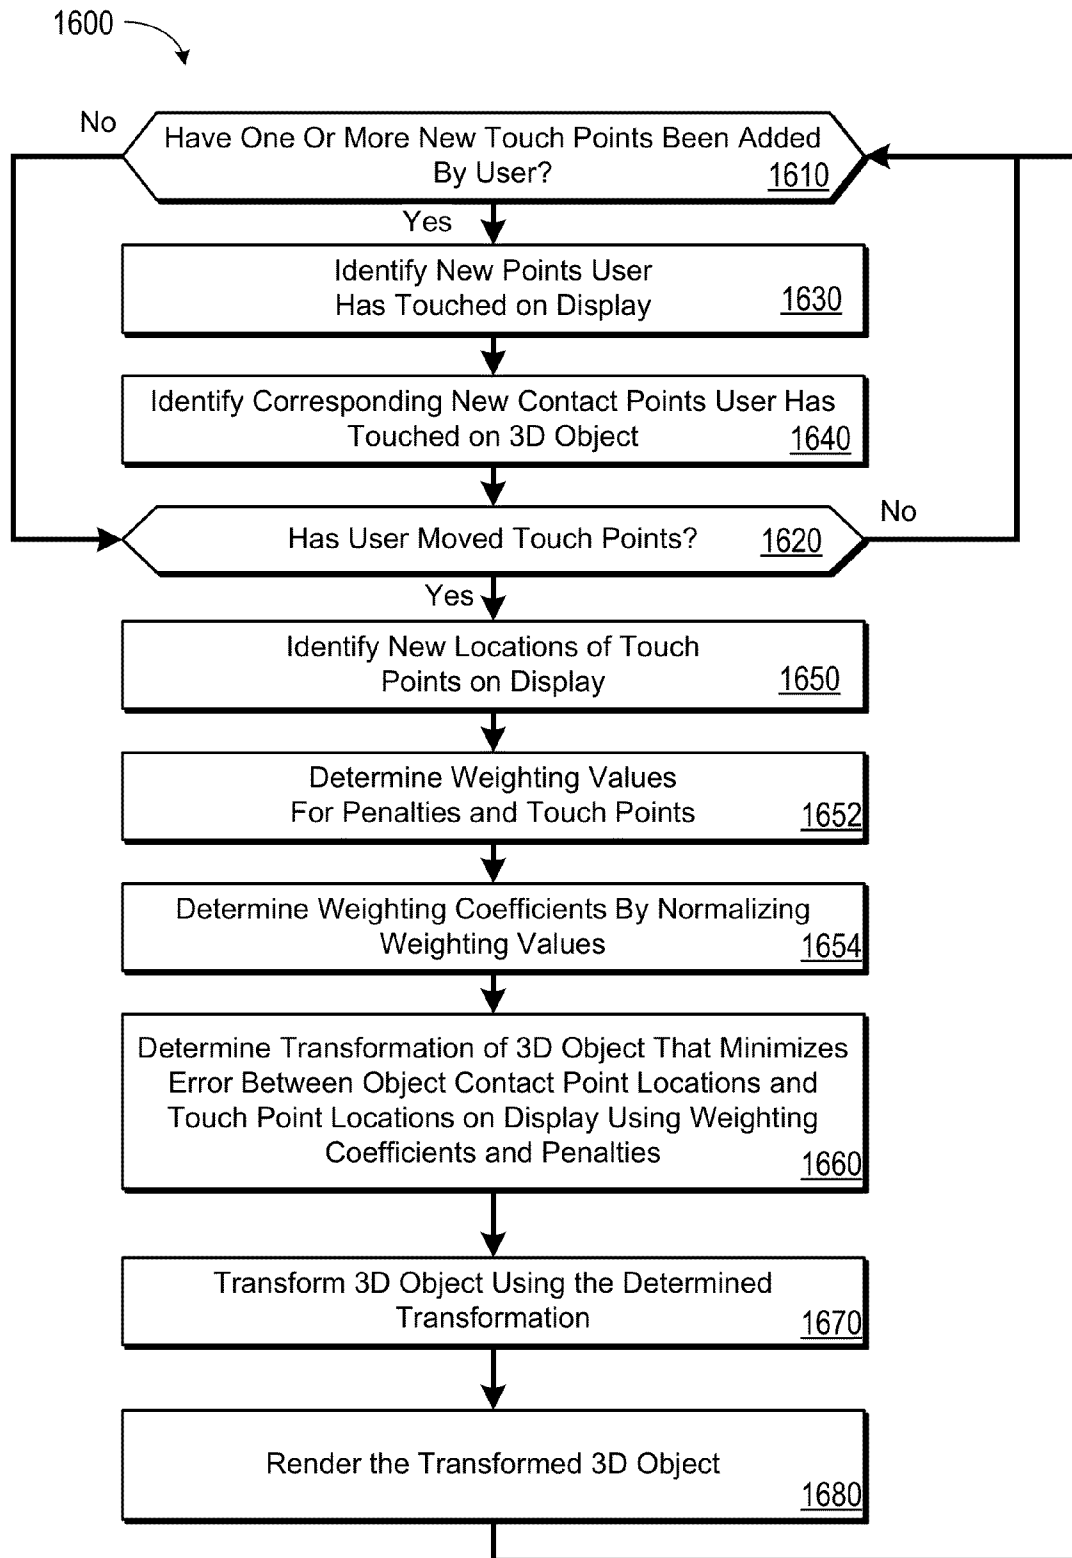 1600
No
Have One Or More New Touch Points Been Added
By User?
1610
Yes
Identify New Points User
Has Touched on Display
1630
Identify Corresponding New Contact Points User Has
Touched on 3D Object
1640
No
Has User Moved Touch Points?
1620
Yes
Identify New Locations of Touch
Points on Display
1650
Determine Weighting Values
For Penalties and Touch Points
1652
Determine Weighting Coefficients By Normalizing
Weighting Values
1654
Determine Transformation of 3D Object That Minimizes
Error Between Object Contact Point Locations and
Touch Point Locations on Display Using Weighting
Coefficients and Penalties
1660
Transform 3D Object Using the Determined
Transformation
1670
Render the Transformed 3D Object
1680